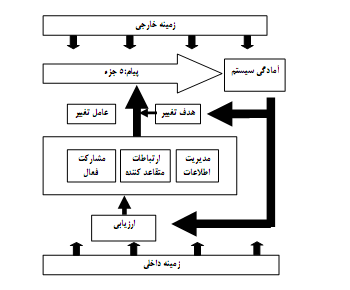 زمینه خارجی
پیام:۵ جزء
آمادگی سیستم
عامل تغییر
هدف تغییر
مشارکت
فعال
ارتباطات
متقاعد کننده
مدیریت
اطلاعات
ارزیابی
زمینه داخلی